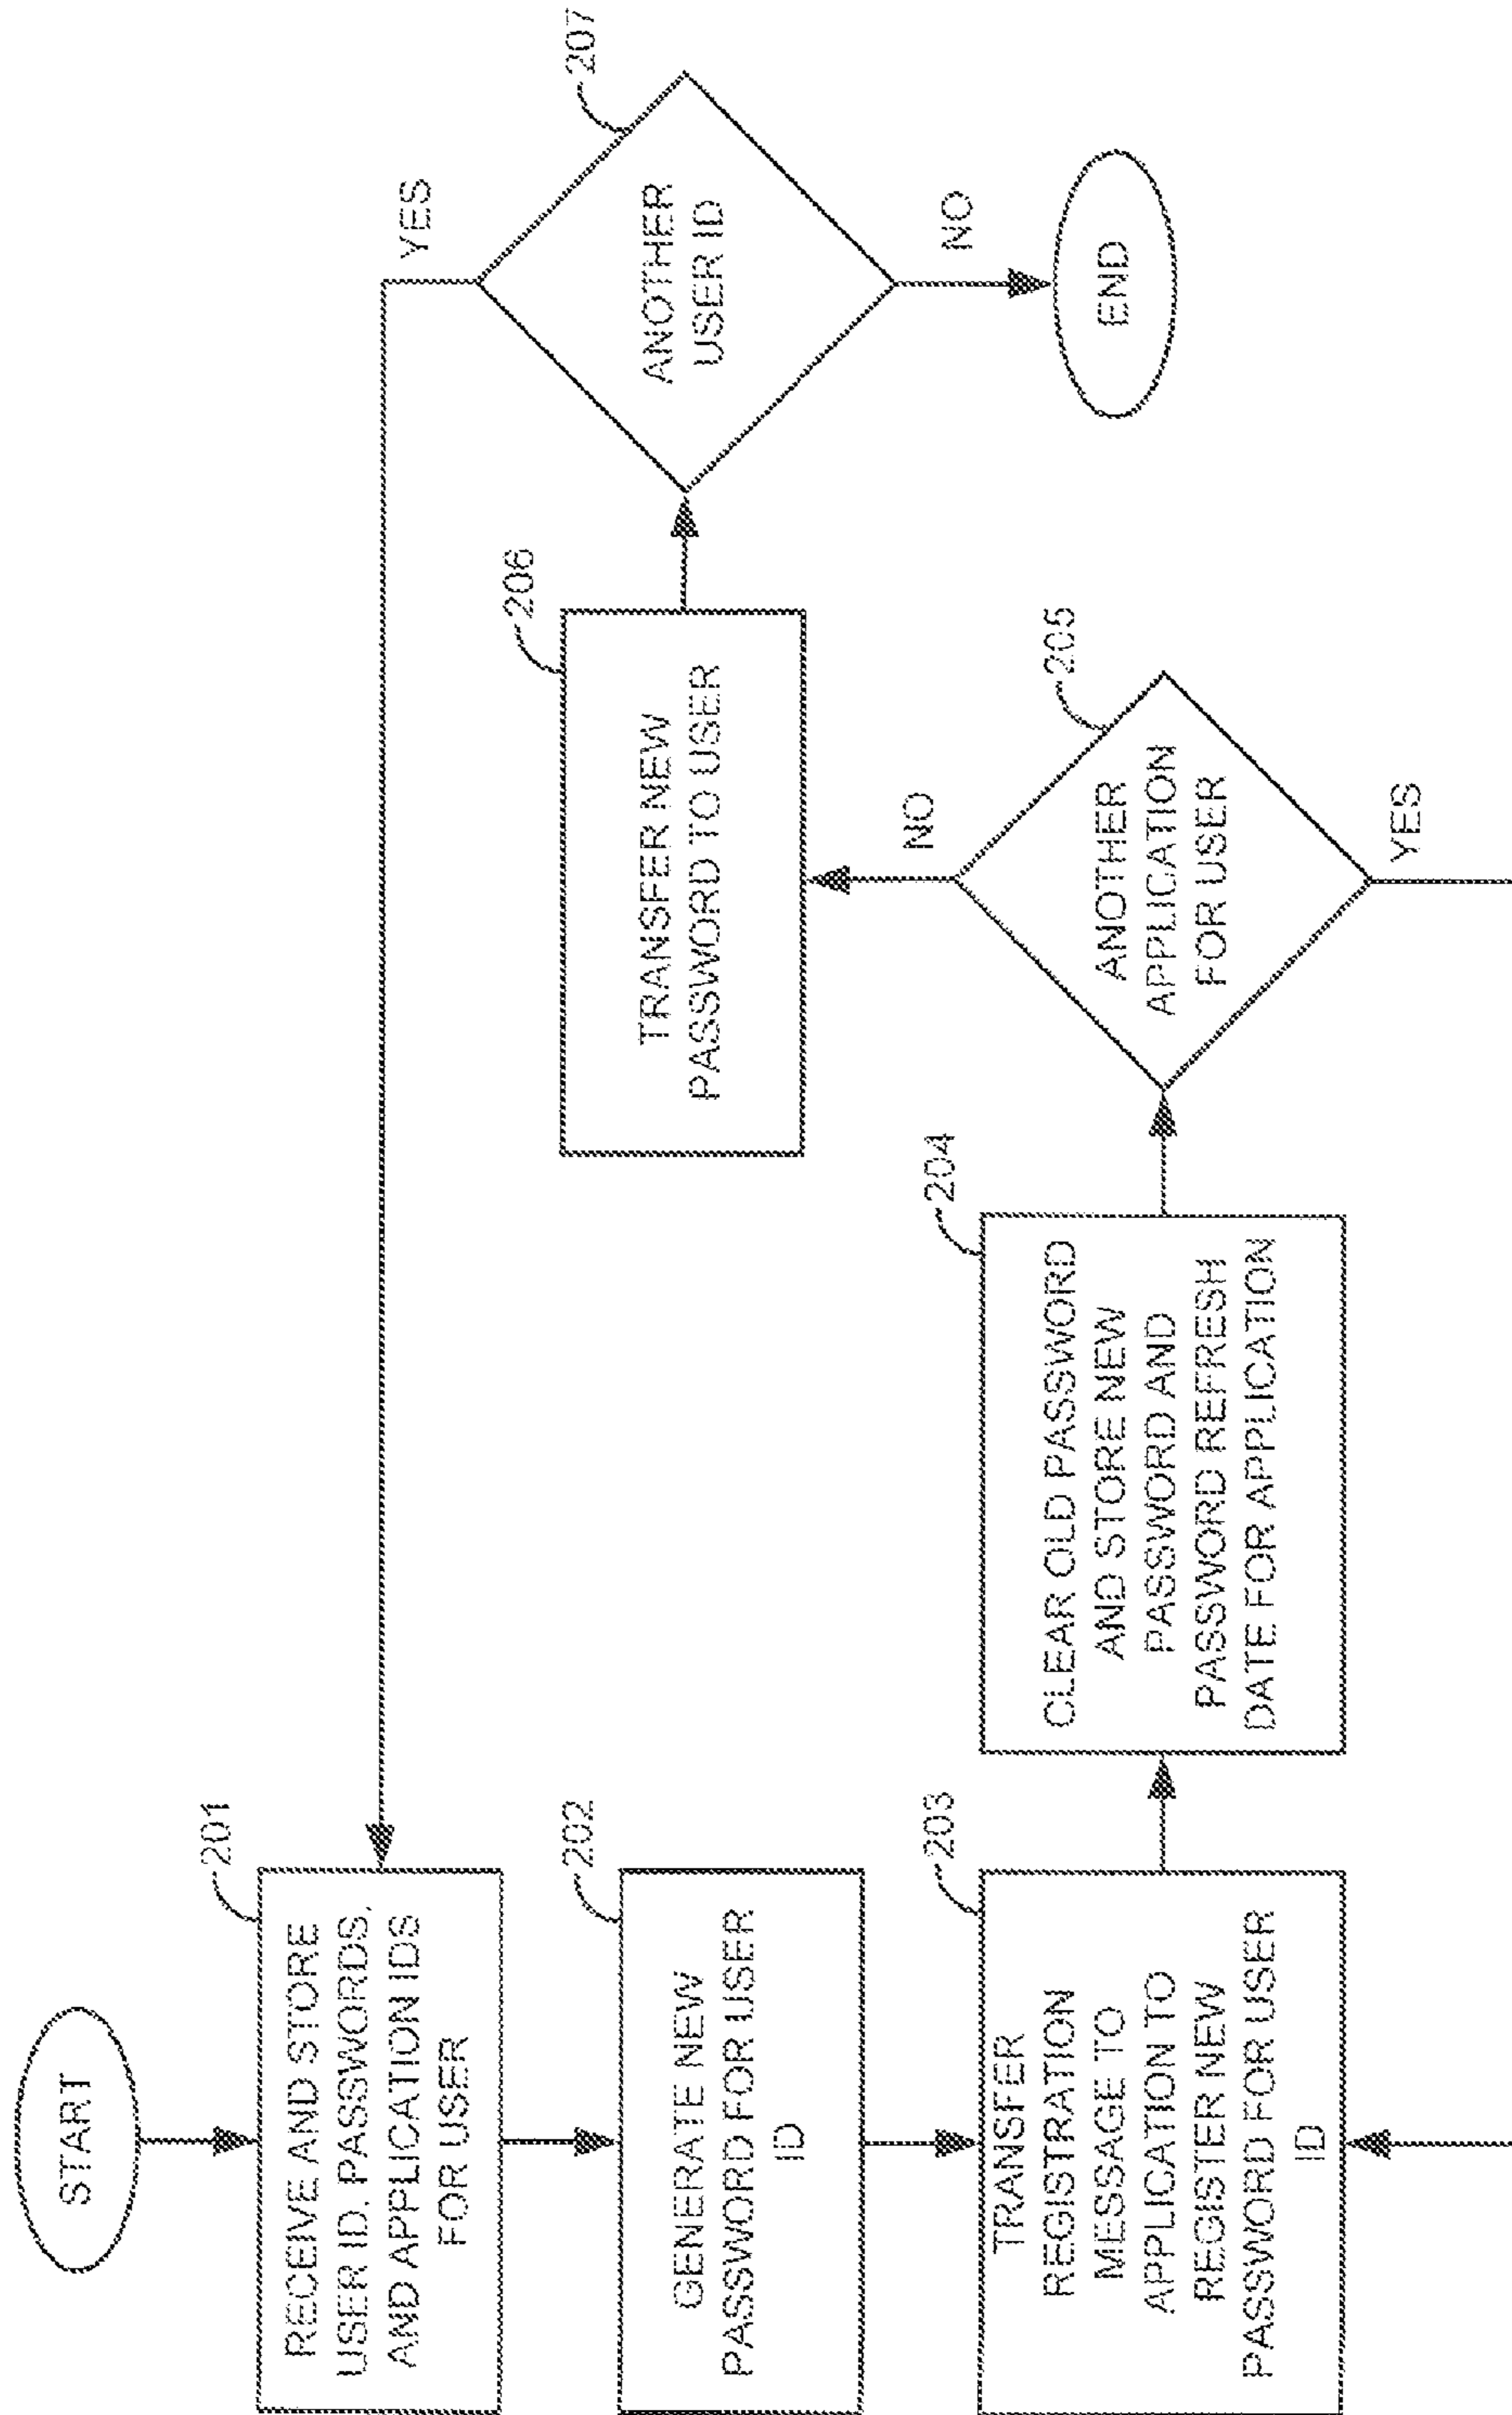 START
201
RECEIVE AND STORE
USER ID, PASSWORDS,
AND APPLICATION IDS
FOR USER
202
GENERATE NEW
PASSWORD FOR USER
ID
203
TRANSFER
REGISTRATION
MESSAGE TO
APPLICATION TO
REGISTER NEW
PASSWORD FOR USER
ID
204
CLEAR OLD PASSWORD
AND STORE NEW
PASSWORD AND
PASSWORD REFRESH
DATE FOR APPLICATION
205
ANOTHER
APPLICATION
FOR USER
YES
NO
206
TRANSFER NEW
PASSWORD TO USER
207
ANOTHER
USER ID
YES
NO
END